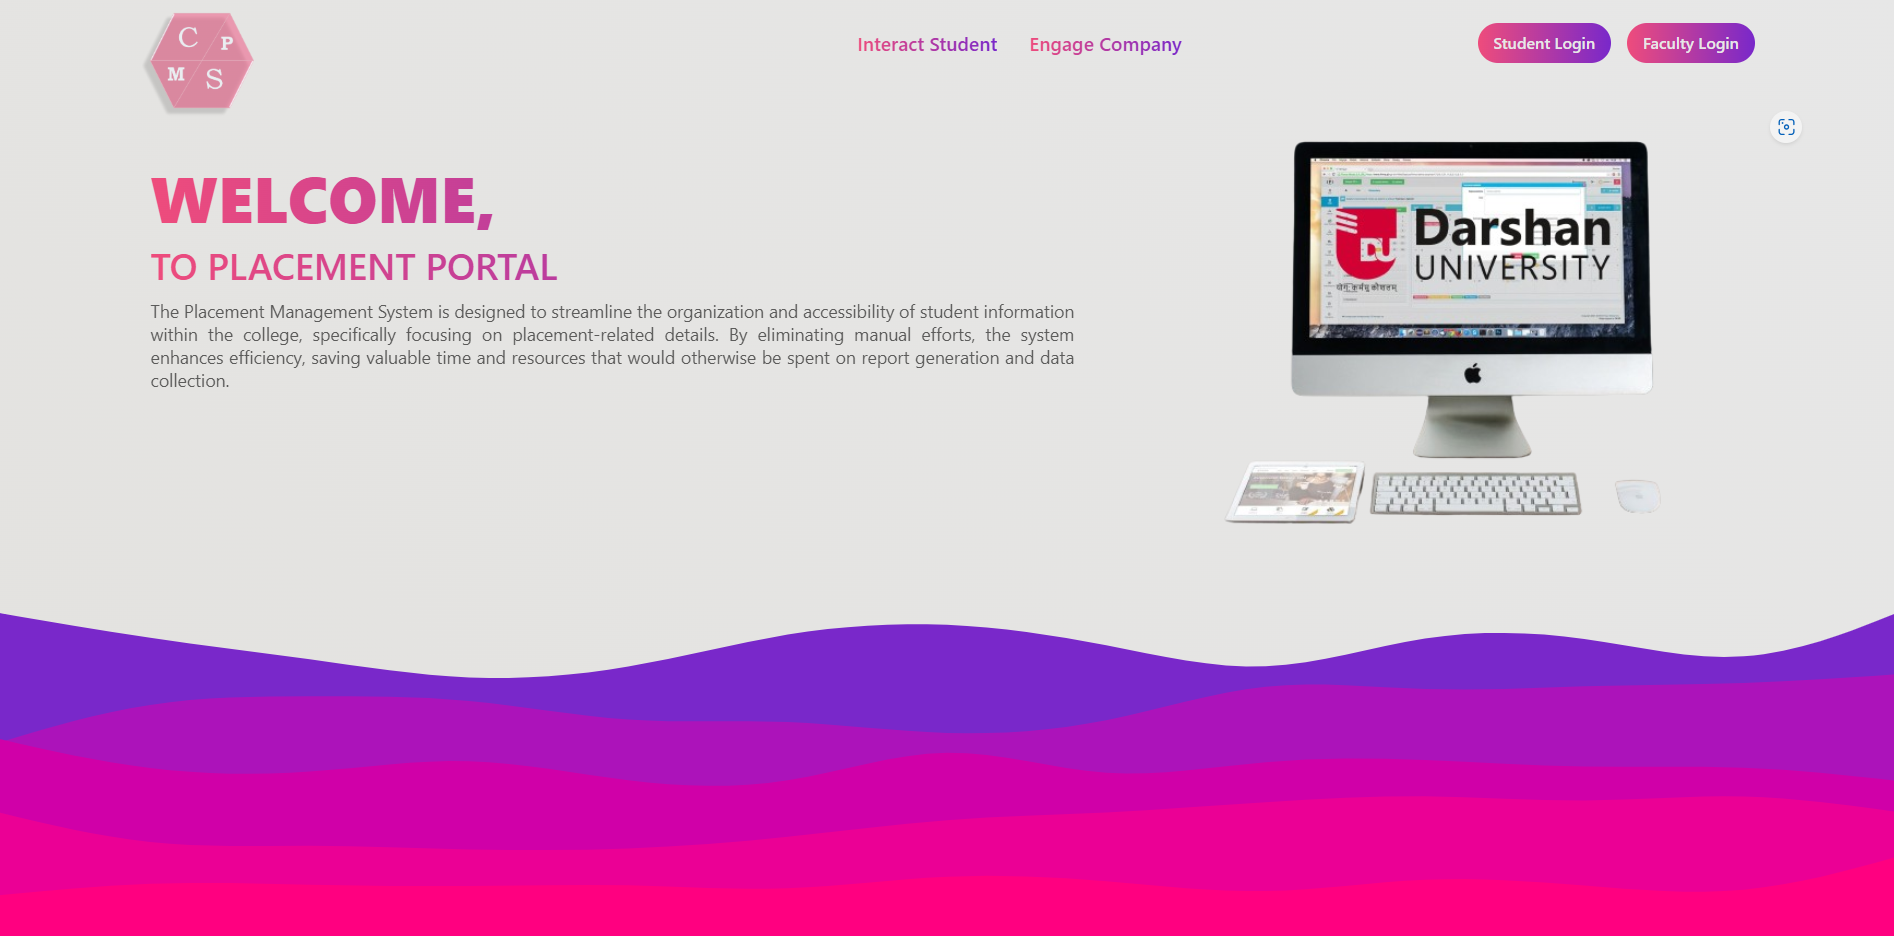 C
P
M
S
Interact Student
Engage Company
Student Login
Faculty Login
WELCOME,
TO PLACEMENT PORTAL
The Placement Management System is designed to streamline the organization and accessibility of student information
within the college, specifically focusing on placement-related details. By eliminating manual efforts, the system
enhances efficiency, saving valuable time and resources that would otherwise be spent on report generation and data
collection.
DU
Darshan
UNIVERSITY
योगः कर्मसु कौशलम्